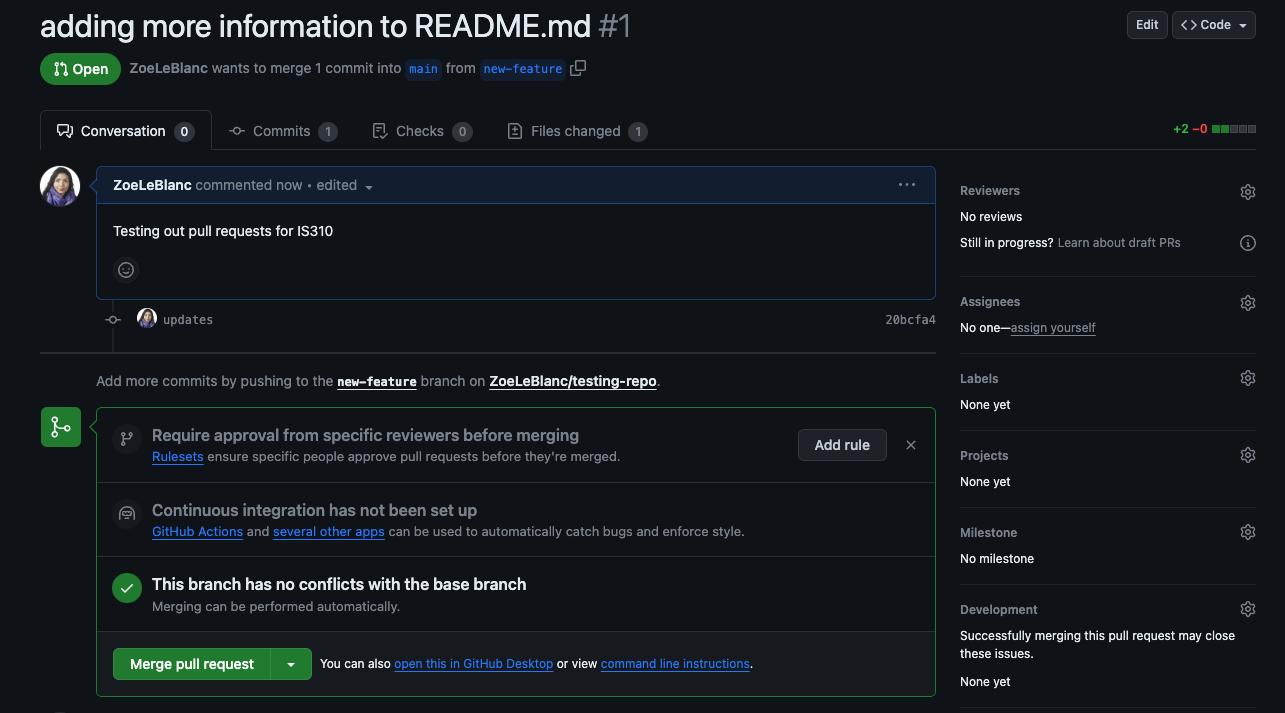 adding more information to README.md #1
Edit
<> Code
Open
ZoeLeBlanc wants to merge 1 commit into main from new-feature
Conversation 0
Commits 1
Checks 0
Files changed 1
+2 −0
ZoeLeBlanc commented now • edited
Testing out pull requests for IS310
updates
20bcfa4
Add more commits by pushing to the new-feature branch on ZoeLeBlanc/testing-repo.
Require approval from specific reviewers before merging
Rulesets ensure specific people approve pull requests before they're merged.
Add rule
Continuous integration has not been set up
GitHub Actions and several other apps can be used to automatically catch bugs and enforce style.
This branch has no conflicts with the base branch
Merging can be performed automatically.
Merge pull request
You can also open this in GitHub Desktop or view command line instructions.
Reviewers
No reviews
Still in progress? Learn about draft PRs
Assignees
No one—assign yourself
Labels
None yet
Projects
None yet
Milestone
No milestone
Development
Successfully merging this pull request may close
these issues.
None yet